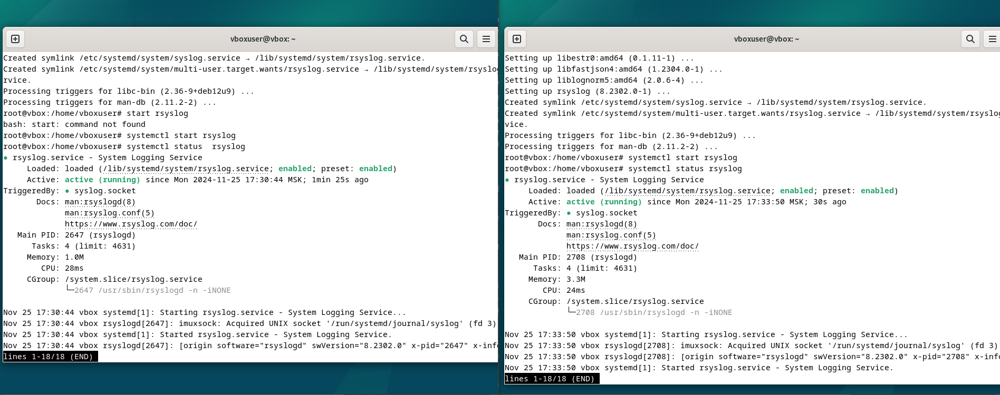 vboxuser@vbox: ~
Created symlink /etc/systemd/system/syslog.service → /lib/systemd/system/rsyslog.service.
Created symlink /etc/systemd/system/multi-user.target.wants/rsyslog.service → /lib/systemd/system/rsyslo
rvice.
Processing triggers for libc-bin (2.36-9+deb12u9) ...
Processing triggers for man-db (2.11.2-2) ...
root@vbox:/home/vboxuser# start rsyslog
bash: start: command not found
root@vbox:/home/vboxuser# systemctl start rsyslog
root@vbox:/home/vboxuser# systemctl status  rsyslog
● rsyslog.service - System Logging Service
     Loaded: loaded (/lib/systemd/system/rsyslog.service; enabled; preset: enabled)
     Active: active (running) since Mon 2024-11-25 17:30:44 MSK; 1min 25s ago
TriggeredBy: ● syslog.socket
       Docs: man:rsyslogd(8)
             man:rsyslog.conf(5)
             https://www.rsyslog.com/doc/
   Main PID: 2647 (rsyslogd)
      Tasks: 4 (limit: 4631)
     Memory: 1.0M
        CPU: 28ms
     CGroup: /system.slice/rsyslog.service
             └─2647 /usr/sbin/rsyslogd -n -iNONE
Nov 25 17:30:44 vbox systemd[1]: Starting rsyslog.service - System Logging Service...
Nov 25 17:30:44 vbox rsyslogd[2647]: imuxsock: Acquired UNIX socket '/run/systemd/journal/syslog' (fd 3)
Nov 25 17:30:44 vbox systemd[1]: Started rsyslog.service - System Logging Service.
Nov 25 17:30:44 vbox rsyslogd[2647]: [origin software="rsyslogd" swVersion="8.2302.0" x-pid="2647" x-inf
lines 1-18/18 (END)
vboxuser@vbox: ~
Setting up libestr0:amd64 (0.1.11-1) ...
Setting up libfastjson4:amd64 (1.2304.0-1) ...
Setting up liblognorm5:amd64 (2.0.6-4) ...
Setting up rsyslog (8.2302.0-1) ...
Created symlink /etc/systemd/system/syslog.service → /lib/systemd/system/rsyslog.service.
Created symlink /etc/systemd/system/multi-user.target.wants/rsyslog.service → /lib/systemd/system/rsyslog
vice.
Processing triggers for libc-bin (2.36-9+deb12u9) ...
Processing triggers for man-db (2.11.2-2) ...
root@vbox:/home/vboxuser# systemctl start rsyslog
root@vbox:/home/vboxuser# systemctl status rsyslog
● rsyslog.service - System Logging Service
     Loaded: loaded (/lib/systemd/system/rsyslog.service; enabled; preset: enabled)
     Active: active (running) since Mon 2024-11-25 17:33:50 MSK; 30s ago
TriggeredBy: ● syslog.socket
       Docs: man:rsyslogd(8)
             man:rsyslog.conf(5)
             https://www.rsyslog.com/doc/
   Main PID: 2708 (rsyslogd)
      Tasks: 4 (limit: 4631)
     Memory: 3.3M
        CPU: 24ms
     CGroup: /system.slice/rsyslog.service
             └─2708 /usr/sbin/rsyslogd -n -iNONE
Nov 25 17:33:50 vbox systemd[1]: Starting rsyslog.service - System Logging Service...
Nov 25 17:33:50 vbox rsyslogd[2708]: imuxsock: Acquired UNIX socket '/run/systemd/journal/syslog' (fd 3)
Nov 25 17:33:50 vbox rsyslogd[2708]: [origin software="rsyslogd" swVersion="8.2302.0" x-pid="2708" x-inf
Nov 25 17:33:50 vbox systemd[1]: Started rsyslog.service - System Logging Service.
lines 1-18/18 (END)